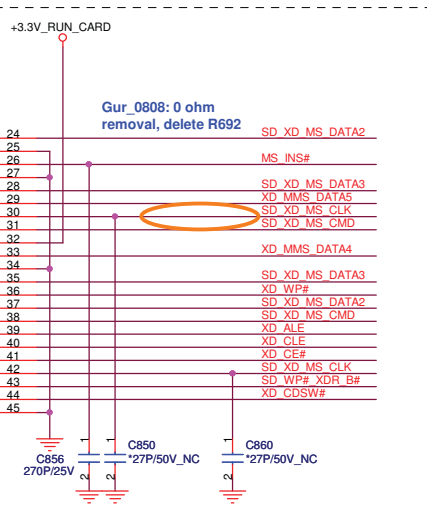 +3.3V_RUN_CARD
Gur_0808: 0 ohm
removal, delete R692
24 SD_XD_MS_DATA2
25
26 MS_INS#
27
28 SD_XD_MS_DATA3
29 XD_MMS_DATA5
30 SD_XD_MS_CLK
31 SD_XD_MS_CMD
32
33 XD_MMS_DATA4
34
35 SD_XD_MS_DATA3
36 XD_WP#
37 SD_XD_MS_DATA2
38 SD_XD_MS_CMD
39 XD_ALE
40 XD_CLE
41 XD_CE#
42 SD_XD_MS_CLK
43 SD_WP#_XDR_B#
44 XD_CDSW#
45
1 1 1
C856 C850 C860
270P/25V *27P/50V_NC *27P/50V_NC
2 2 2